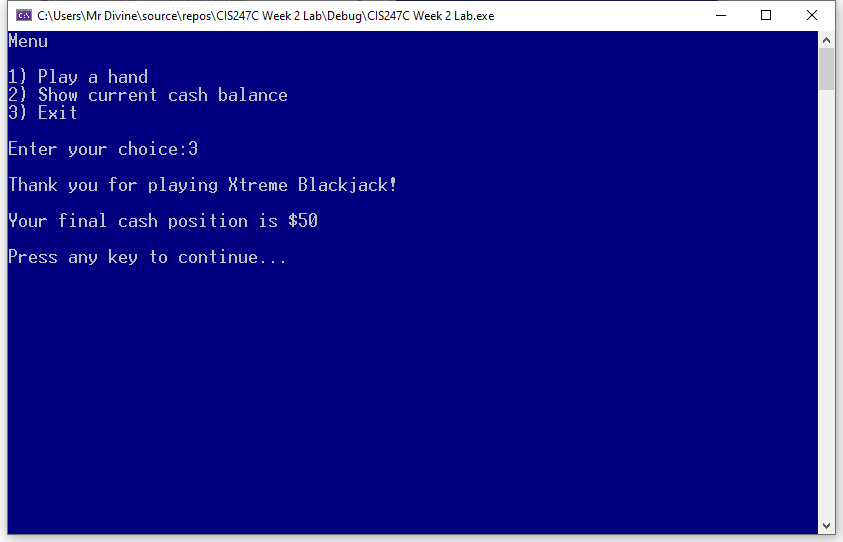 C:\Users\Mr Divine\source\repos\CIS247C Week 2 Lab\Debug\CIS247C Week 2 Lab.exe
Menu
1) Play a hand
2) Show current cash balance
3) Exit
Enter your choice:3
Thank you for playing Xtreme Blackjack!
Your final cash position is $50
Press any key to continue...